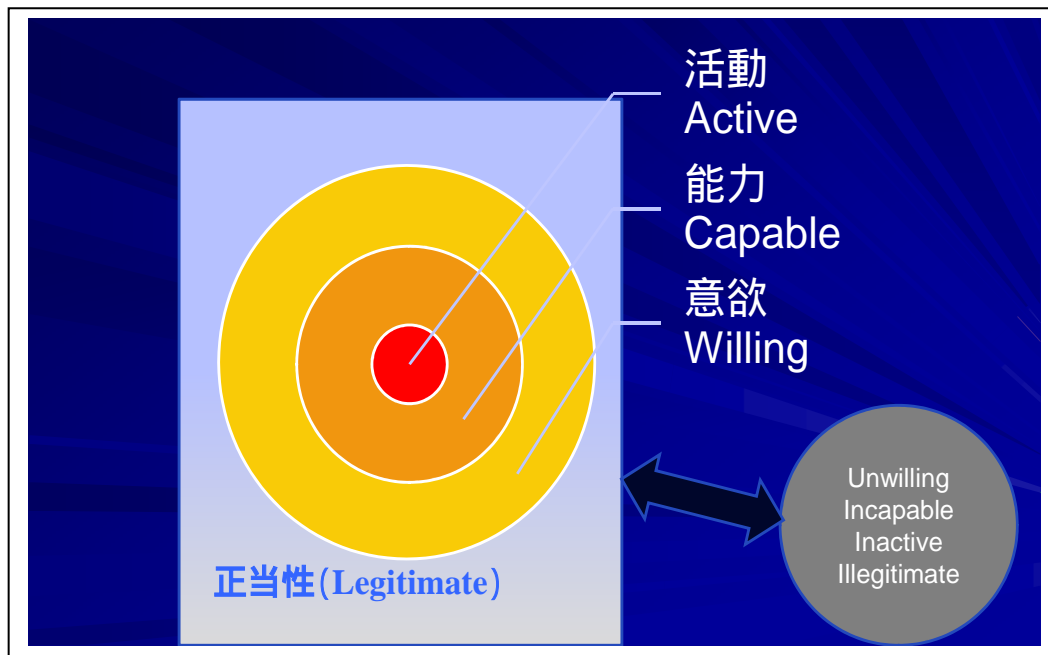 活動
Active
能力
Capable
意欲
Willing
正当性(Legitimate)
Unwilling
Incapable
Inactive
Illegitimate